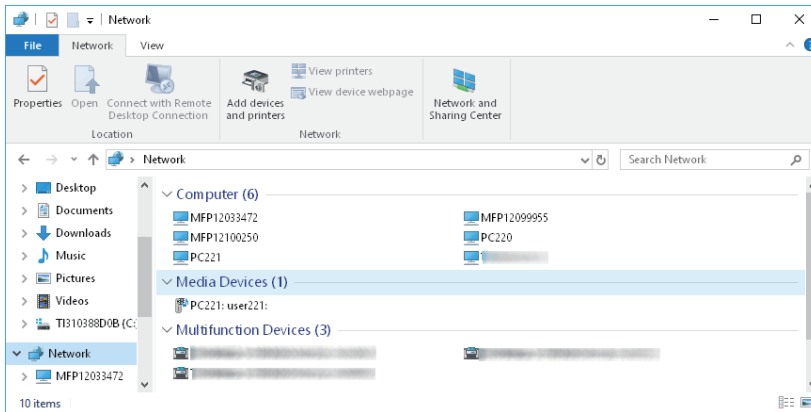 Network
File Network View
Properties Open Connect with Remote Desktop Connection
Location
Add devices and printers
View printers
View device webpage
Network
Network and Sharing Center
Network
Search Network
Desktop
Documents
Downloads
Music
Pictures
Videos
TI310388D0B (C:)
Network
MFP12033472
Computer (6)
MFP12033472 MFP12099955
MFP12100250 PC220
PC221
Media Devices (1)
PC221: user221:
Multifunction Devices (3)
10 items